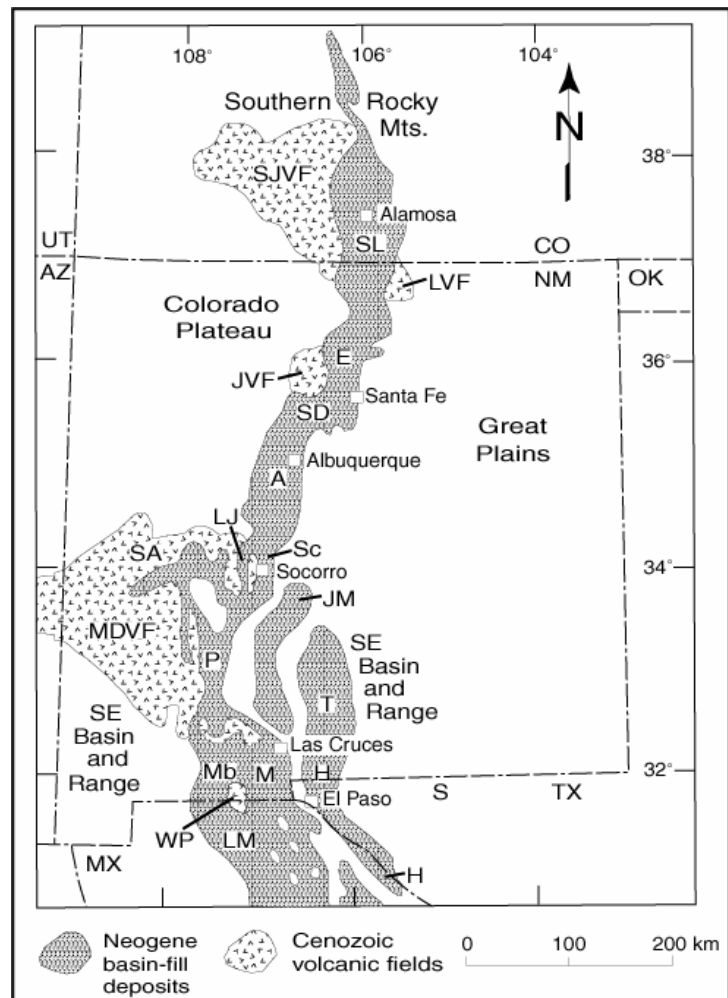 108° 106° 104°
Southern Rocky
Mts.
N
SJVF
38°
Alamosa
UT SL CO
AZ LVF NM OK
Colorado
Plateau
E 36°
JVF
Santa Fe
SD
Great
Plains
Albuquerque
A
LJ
SA Sc
Socorro 34°
JM
MDVF
P SE
Basin
and
Range
T
SE
Basin
and
Range
Las Cruces
Mb M H 32°
El Paso S TX
WP LM
MX H
Neogene
basin-fill
deposits
Cenozoic
volcanic fields
0 100 200 km